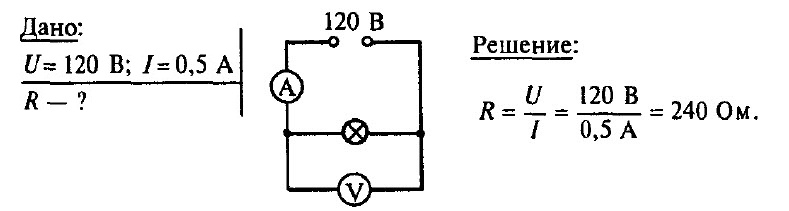 Дано:
U = 120 В; I = 0,5 А
R — ?
120 В
A
V
Решение:
R = U/I = 120 В/0,5 А = 240 Ом.